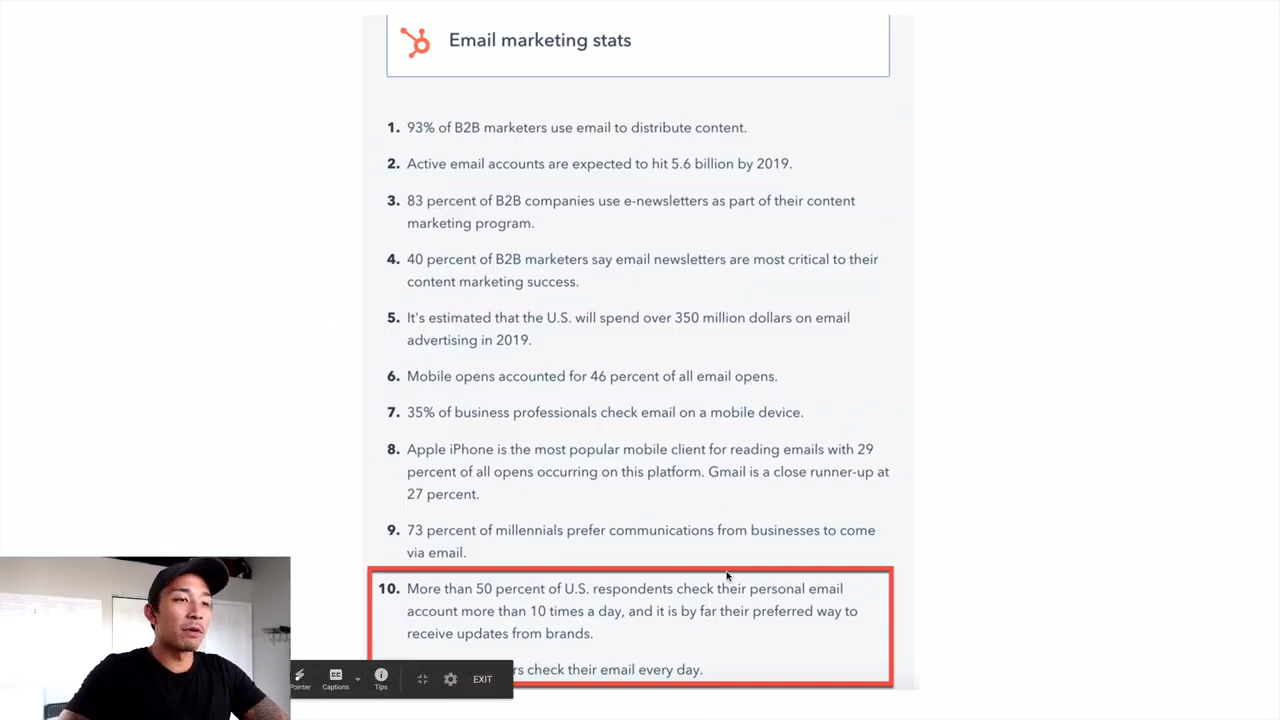 Email marketing stats
1. 93% of B2B marketers use email to distribute content.
2. Active email accounts are expected to hit 5.6 billion by 2019.
3. 83 percent of B2B companies use e-newsletters as part of their content
marketing program.
4. 40 percent of B2B marketers say email newsletters are most critical to their
content marketing success.
5. It's estimated that the U.S. will spend over 350 million dollars on email
advertising in 2019.
6. Mobile opens accounted for 46 percent of all email opens.
7. 35% of business professionals check email on a mobile device.
8. Apple iPhone is the most popular mobile client for reading emails with 29
percent of all opens occurring on this platform. Gmail is a close runner-up at
27 percent.
9. 73 percent of millennials prefer communications from businesses to come
via email.
10. More than 50 percent of U.S. respondents check their personal email
account more than 10 times a day, and it is by far their preferred way to
receive updates from brands.
check their email every day.
Captions Tips EXIT